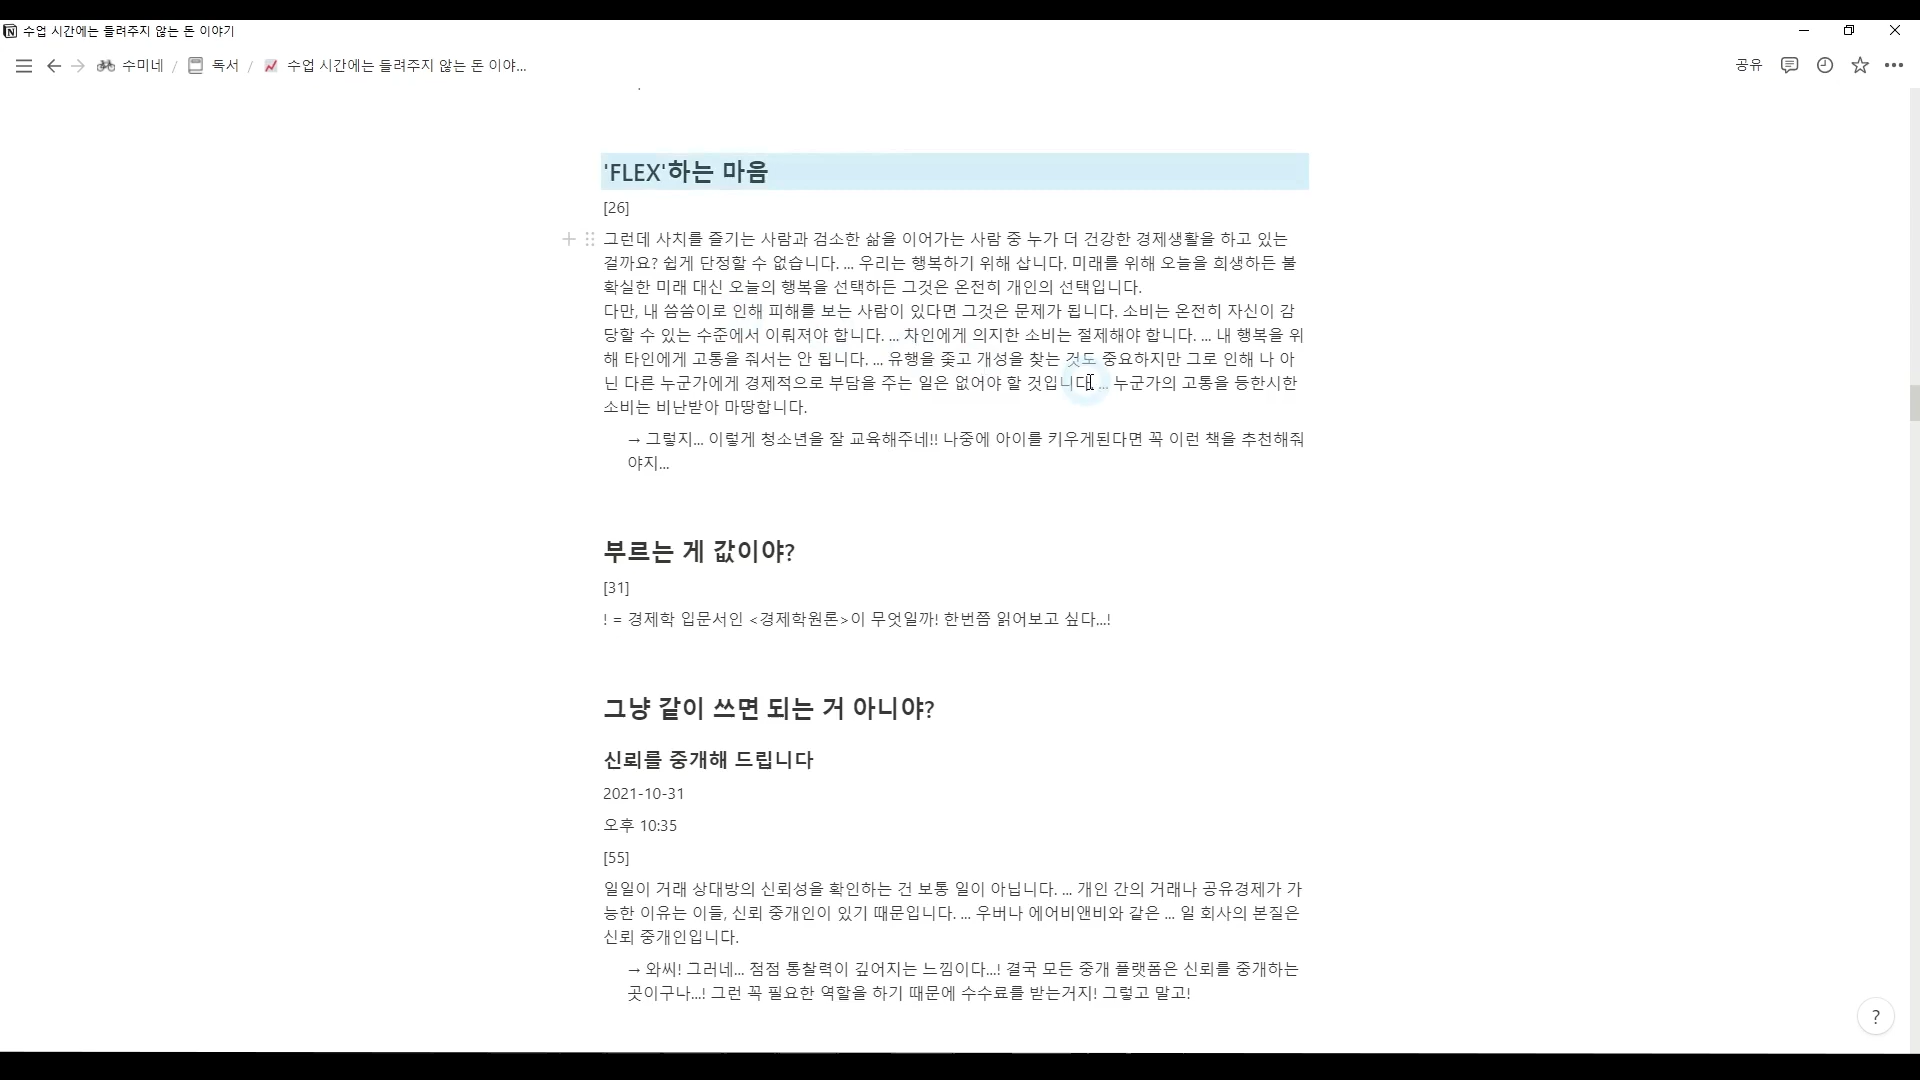 수업 시간에는 들려주지 않는 돈 이야기
수미네 / 독서 / 수업 시간에는 들려주지 않는 돈 이야...
공유
'FLEX'하는 마음
[26]
그런데 사치를 즐기는 사람과 검소한 삶을 이어가는 사람 중 누가 더 건강한 경제생활을 하고 있는
걸까요? 쉽게 단정할 수 없습니다. ... 우리는 행복하기 위해 삽니다. 미래를 위해 오늘을 희생하든 불
확실한 미래 대신 오늘의 행복을 선택하든 그것은 온전히 개인의 선택입니다.
다만, 내 씀씀이로 인해 피해를 보는 사람이 있다면 그것은 문제가 됩니다. 소비는 온전히 자신이 감
당할 수 있는 수준에서 이뤄져야 합니다. ... 차인에게 의지한 소비는 절제해야 합니다. ... 내 행복을 위
해 타인에게 고통을 줘서는 안 됩니다. ... 유행을 좇고 개성을 찾는 것도 중요하지만 그로 인해 나 아
닌 다른 누군가에게 경제적으로 부담을 주는 일은 없어야 할 것입니다. ... 누군가의 고통을 등한시한
소비는 비난받아 마땅합니다.
→ 그렇지... 이렇게 청소년을 잘 교육해주네!! 나중에 아이를 키우게된다면 꼭 이런 책을 추천해줘
야지...
부르는 게 값이야?
[31]
! = 경제학 입문서인 <경제학원론>이 무엇일까! 한번쯤 읽어보고 싶다...!
그냥 같이 쓰면 되는 거 아니야?
신뢰를 중개해 드립니다
2021-10-31
오후 10:35
[55]
일일이 거래 상대방의 신뢰성을 확인하는 건 보통 일이 아닙니다. ... 개인 간의 거래나 공유경제가 가
능한 이유는 이들, 신뢰 중개인이 있기 때문입니다. ... 우버나 에어비앤비와 같은 ... 일 회사의 본질은
신뢰 중개인입니다.
→ 와씨! 그러네... 점점 통찰력이 깊어지는 느낌이다...! 결국 모든 중개 플랫폼은 신뢰를 중개하는
곳이구나...! 그런 꼭 필요한 역할을 하기 때문에 수수료를 받는거지! 그렇고 말고!
?